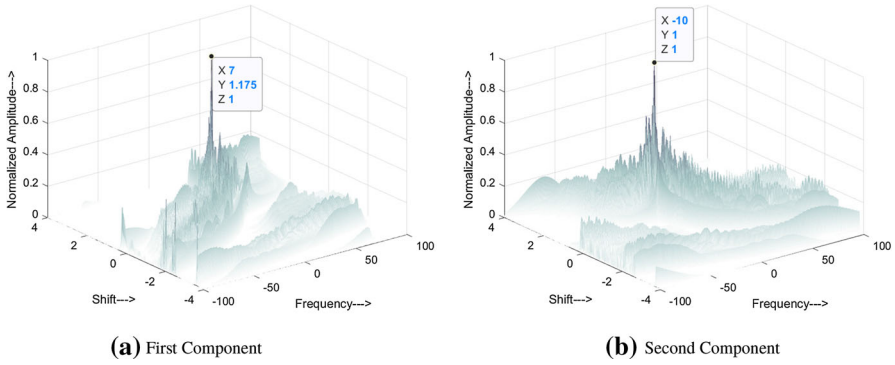 X 7
Y 1.175
Z 1
Normalized Amplitude--->
1
0.8
0.6
0.4
0.2
0
4
2
0
-2
-4
Shift--->
-100
-50
0
50
100
Frequency--->
(a) First Component
X -10
Y 1
Z 1
Normalized Amplitude--->
1
0.8
0.6
0.4
0.2
0
4
2
0
-2
-4
Shift--->
-100
-50
0
50
100
Frequency--->
(b) Second Component